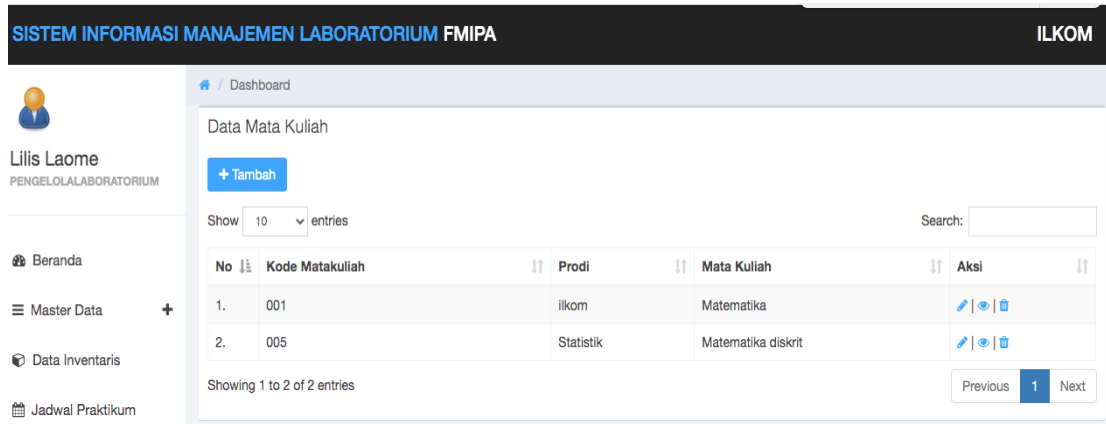 SISTEM INFORMASI MANAJEMEN LABORATORIUM FMIPA ILKOM
Lilis Laome
PENGELOLALABORATORIUM
Beranda
Master Data
Data Inventaris
Jadwal Praktikum
/ Dashboard
Data Mata Kuliah
+ Tambah
Show 10 entries Search:
No Kode Matakuliah Prodi Mata Kuliah Aksi
1. 001 ilkom Matematika | |
2. 005 Statistik Matematika diskrit | |
Showing 1 to 2 of 2 entries Previous 1 Next